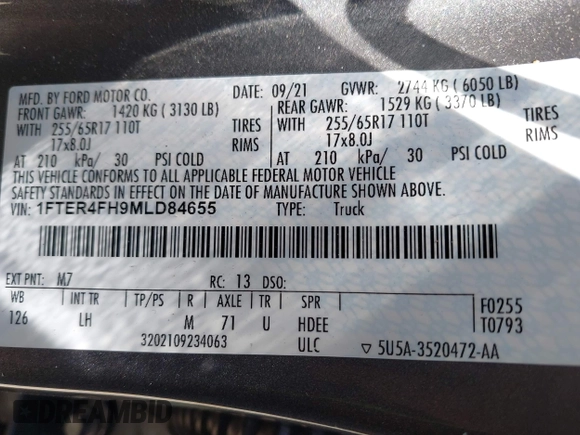 MFD. BY FORD MOTOR CO. DATE: 09/21 GVWR: 2744 KG ( 6050 LB)
FRONT GAWR: 1420 KG ( 3130 LB) REAR GAWR: 1529 KG ( 3370 LB)
WITH 255/65R17 110T TIRES WITH 255/65R17 110T TIRES
17x8.0J RIMS 17x8.0J RIMS
AT 210 kPa/ 30 PSI COLD AT 210 kPa/ 30 PSI COLD
THIS VEHICLE CONFORMS TO ALL APPLICABLE FEDERAL MOTOR VEHICLE
SAFETY STANDARDS IN EFFECT ON THE DATE OF MANUFACTURE SHOWN ABOVE.
VIN: 1FTER4FH9MLD84655 TYPE: Truck
EXT PNT: M7 RC: 13 DSO:
WB INT TR TP/PS R AXLE TR SPR F0255
126 LH M 71 U HDEE T0793
3202109234063 ULC ▽ 5U5A-3520472-AA
DREAMBID